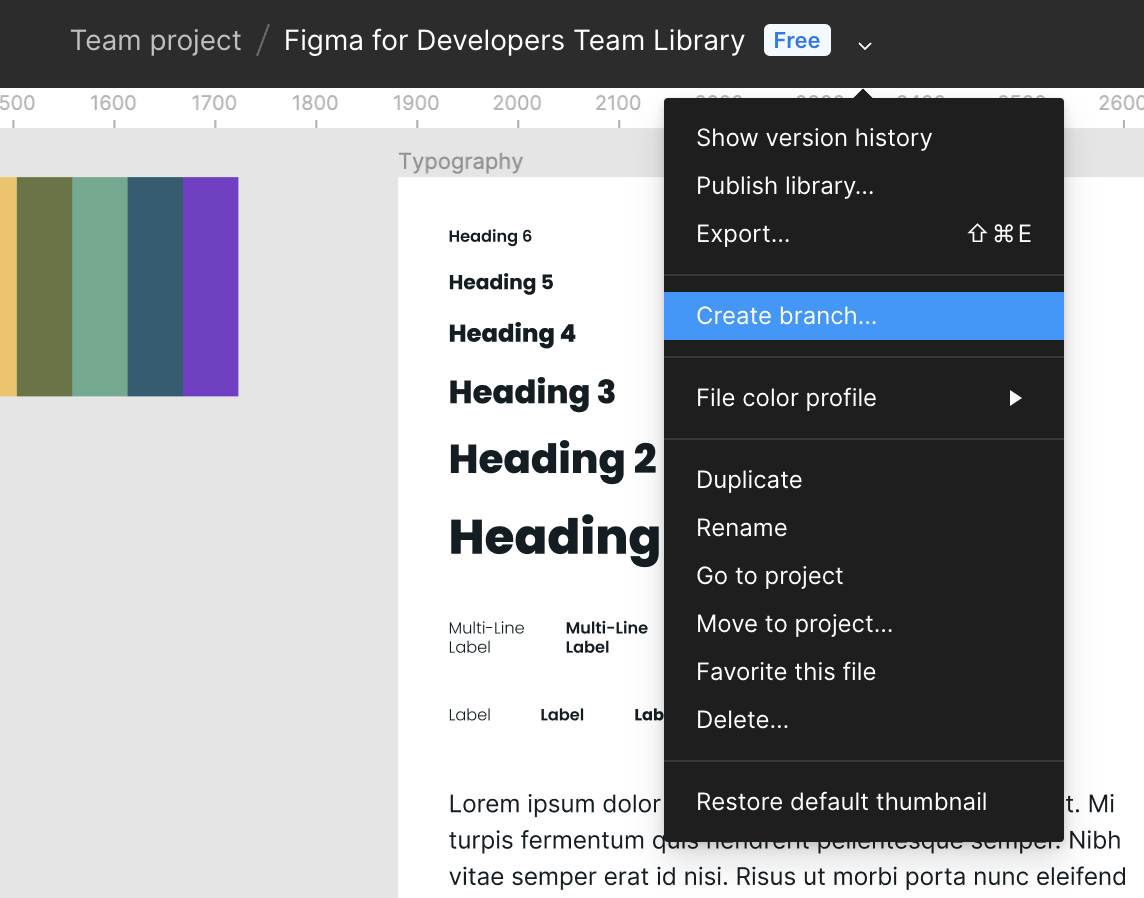 Team project / Figma for Developers Team Library Free
500 1600 1700 1800 1900 2000 2100 2600
Typography
Heading 6
Heading 5
Heading 4
Heading 3
Heading 2
Heading
Multi-Line
Label
Multi-Line
Label
Label Label Lab
Lorem ipsum dolor t. Mi
turpis fermentum quis hendrerit pellentesque semper. Nibh
vitae semper erat id nisi. Risus ut morbi porta nunc eleifend
Show version history
Publish library...
Export... ⇧⌘E
Create branch...
File color profile
Duplicate
Rename
Go to project
Move to project...
Favorite this file
Delete...
Restore default thumbnail